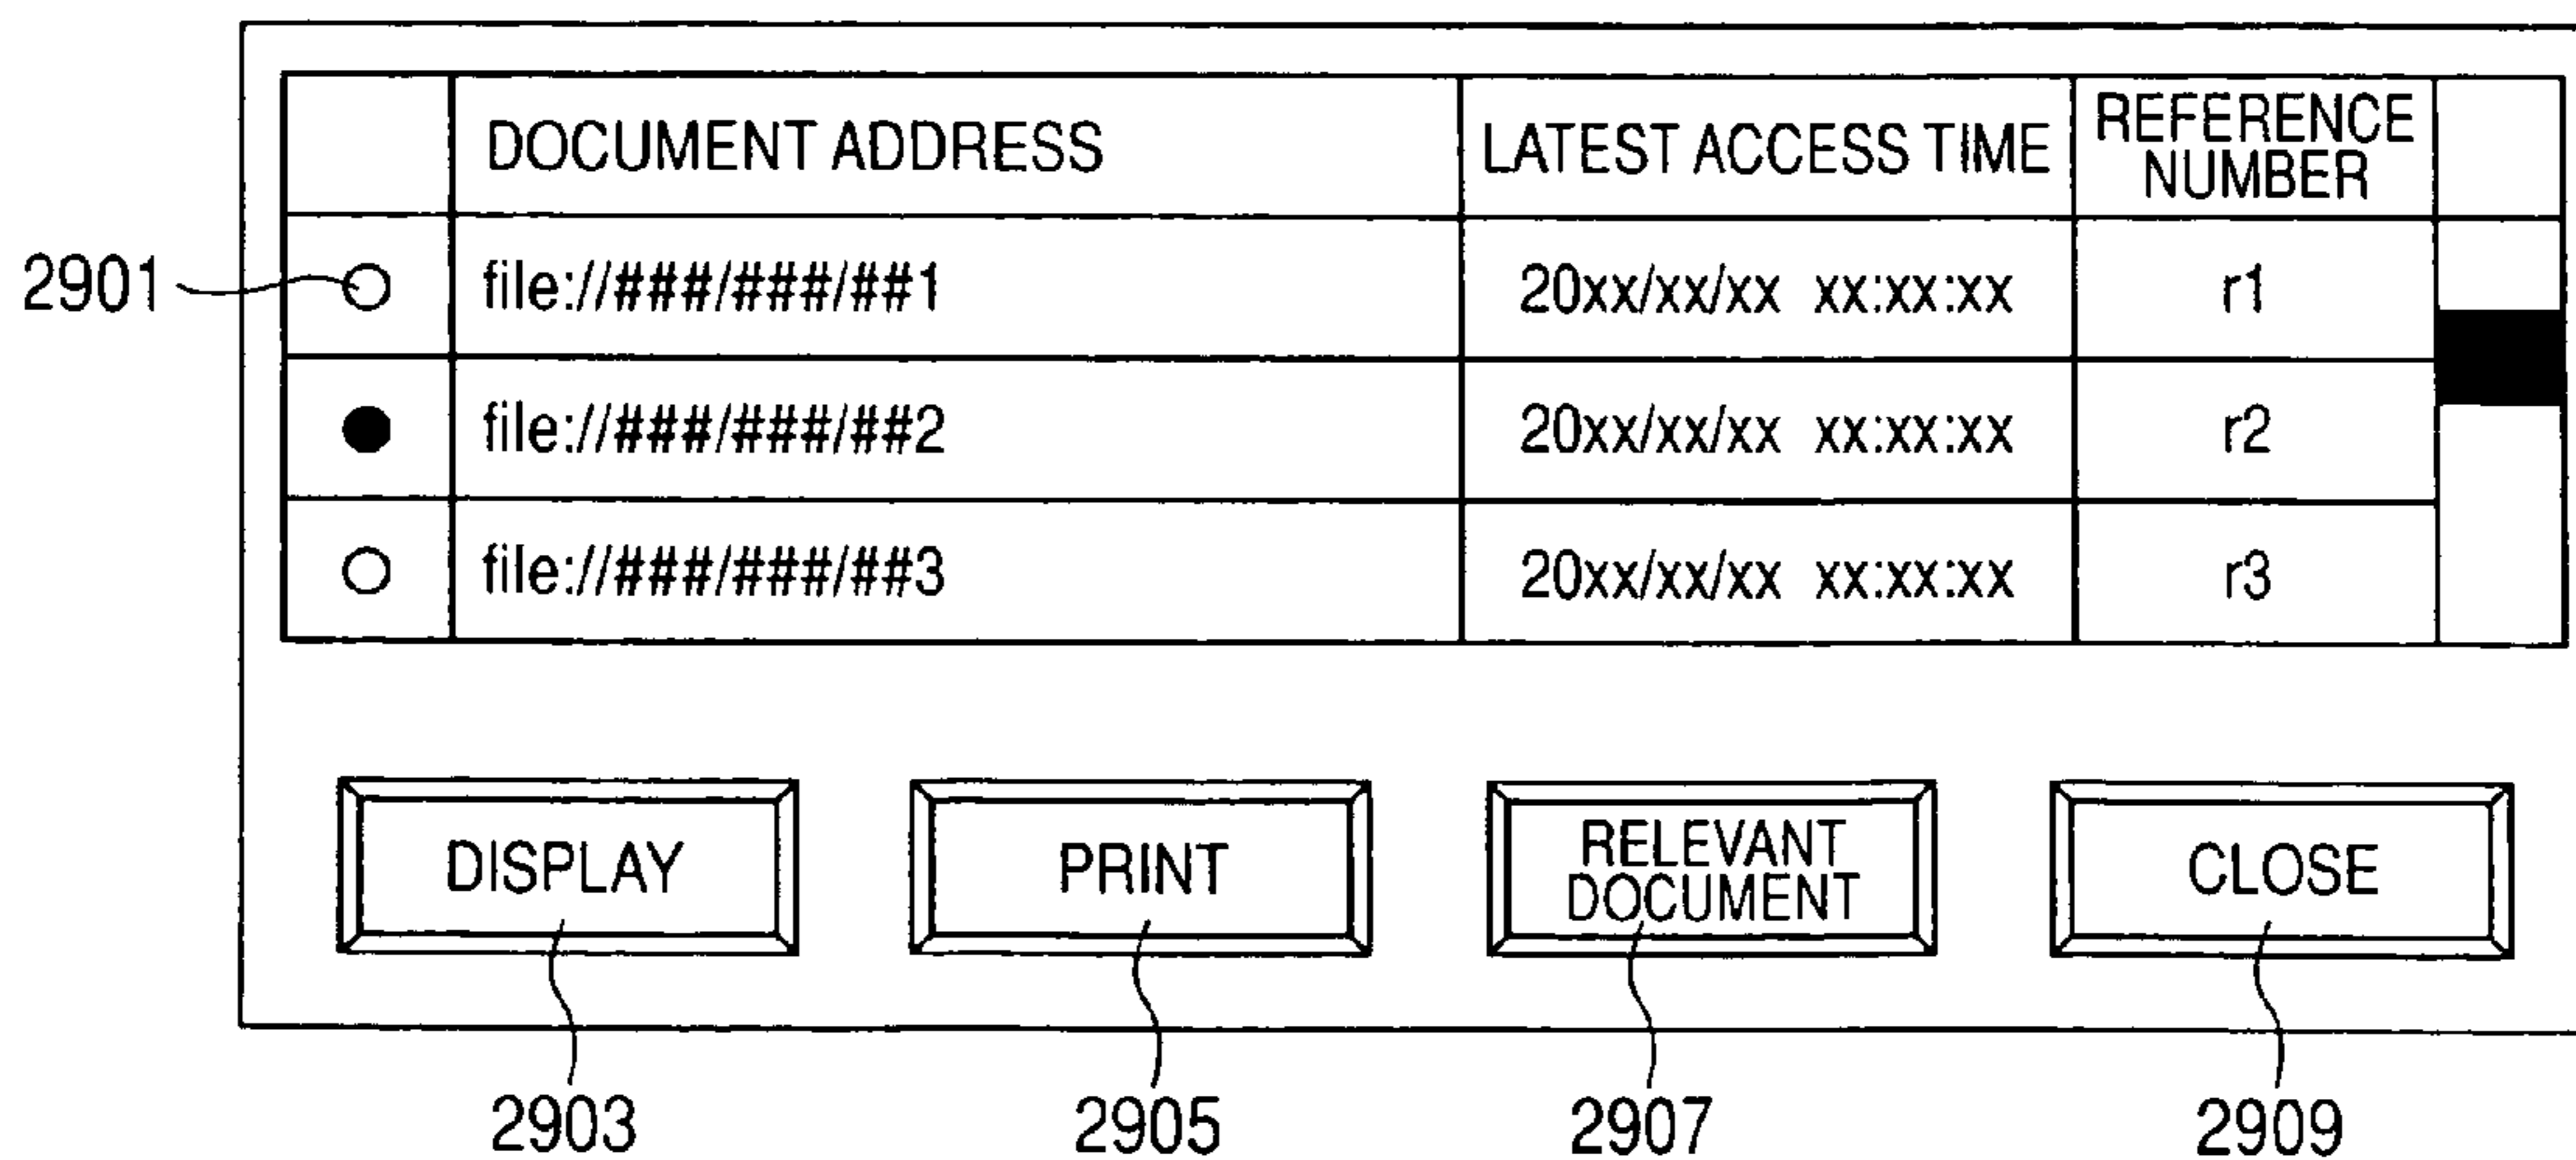 DOCUMENT ADDRESS LATEST ACCESS TIME REFERENCE NUMBER
2901 file://###/###/##1 20xx/xx/xx xx:xx:xx r1
file://###/###/##2 20xx/xx/xx xx:xx:xx r2
file://###/###/##3 20xx/xx/xx xx:xx:xx r3
DISPLAY PRINT RELEVANT DOCUMENT CLOSE
2903 2905 2907 2909